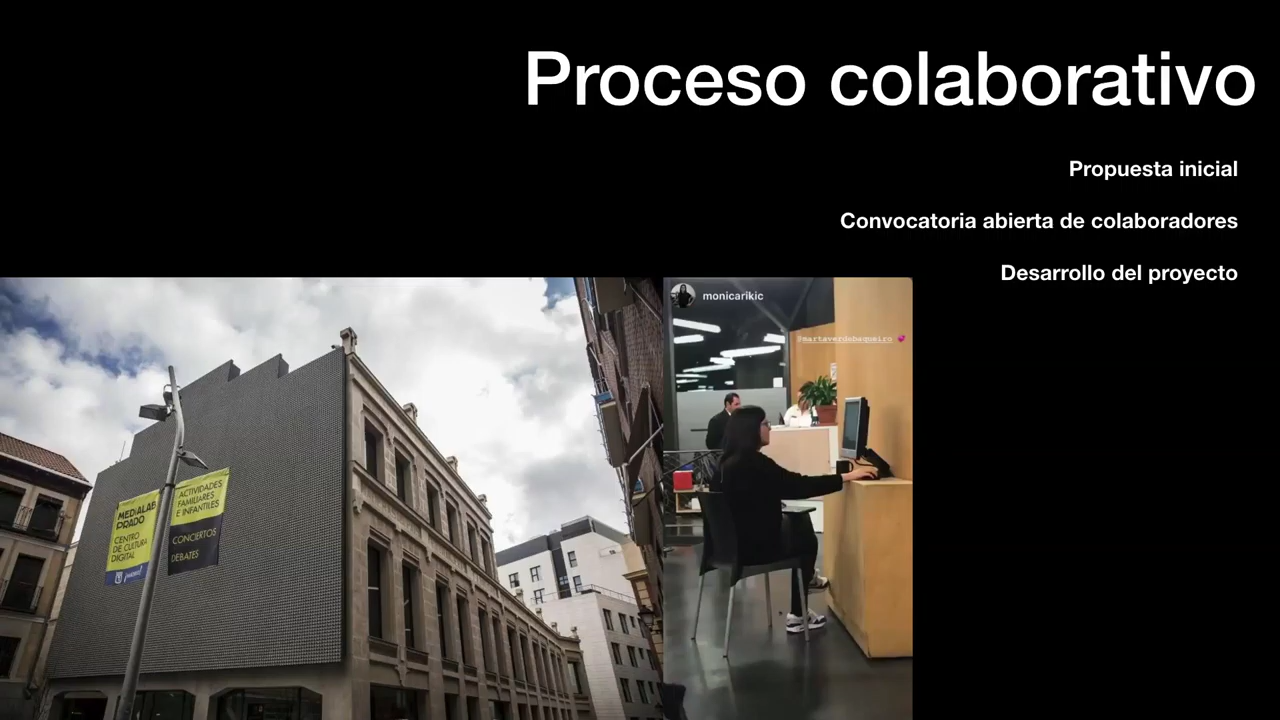 Proceso colaborativo
Propuesta inicial
Convocatoria abierta de colaboradores
Desarrollo del proyecto
monicarikic
@martaverdebaqueiro
MEDIALAB
PRADO
CENTRO
DE CULTURA
DIGITAL
ACTIVIDADES
FAMILIARES
E INFANTILES
CONCIERTOS
DEBATES